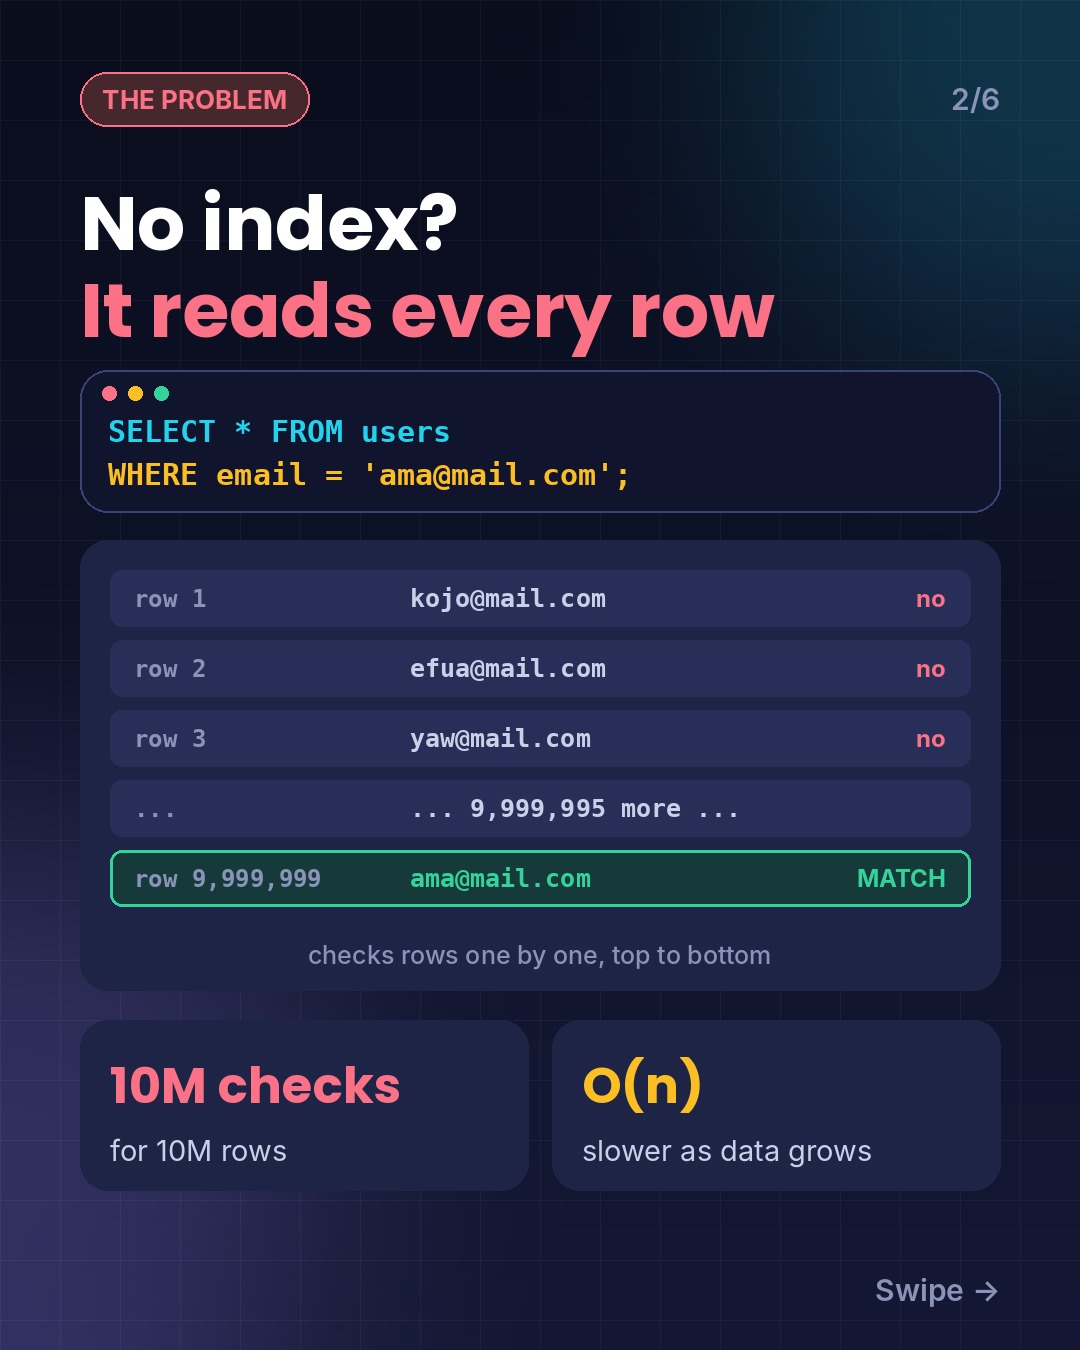 THE PROBLEM
2/6
No index?
It reads every row
SELECT * FROM users
WHERE email = 'ama@mail.com';
row 1 kojo@mail.com no
row 2 efua@mail.com no
row 3 yaw@mail.com no
... ... 9,999,995 more ...
row 9,999,999 ama@mail.com MATCH
checks rows one by one, top to bottom
10M checks
for 10M rows
O(n)
slower as data grows
Swipe →